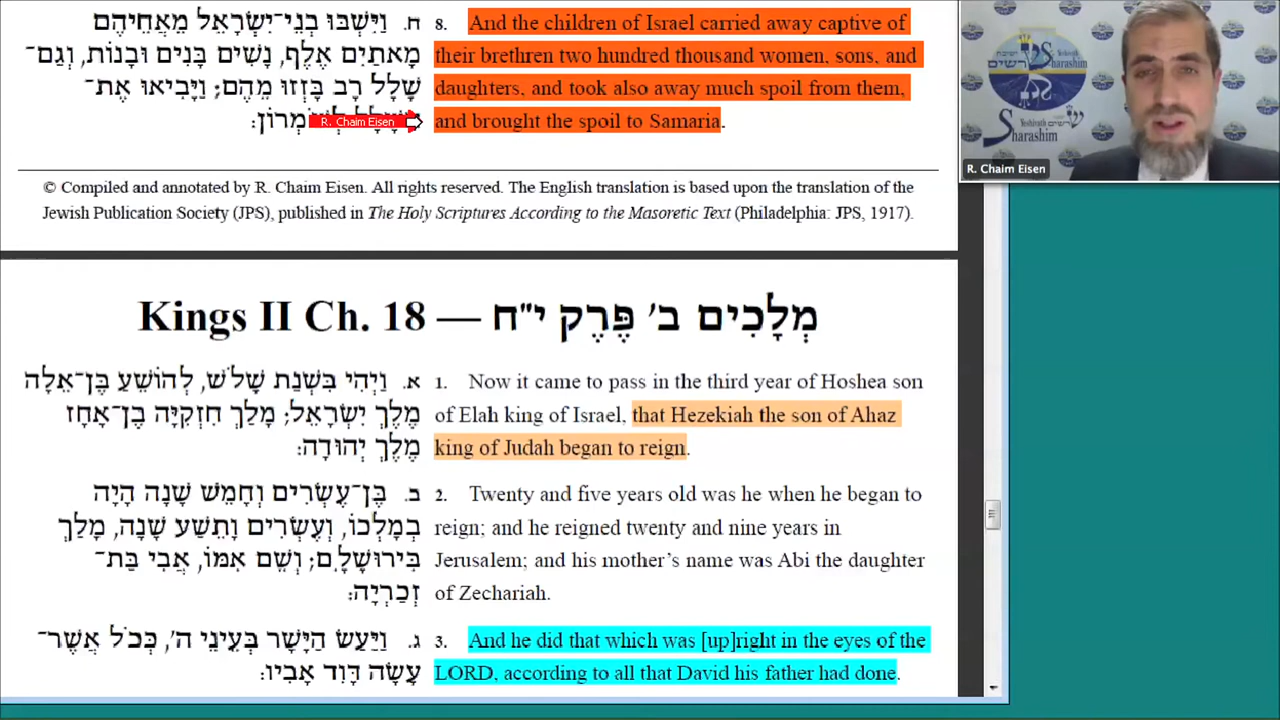 ח. וַיִּשְׁבּוּ בְנֵי־יִשְׂרָאֵל מֵאֲחֵיהֶם
מָאתַיִם אֶלֶף, נָשִׁים בָּנִים וּבָנוֹת, וְגַם־
שָׁלָל רָב בָּזְזוּ מֵהֶם; וַיָּבִיאוּ אֶת־
8. And the children of Israel carried away captive of
their brethren two hundred thousand women, sons, and
daughters, and took also away much spoil from them,
and brought the spoil to Samaria.
R. Chaim Eisen
© Compiled and annotated by R. Chaim Eisen. All rights reserved. The English translation is based upon the translation of the
Jewish Publication Society (JPS), published in The Holy Scriptures According to the Masoretic Text (Philadelphia: JPS, 1917).
Kings II Ch. 18 — מְלָכִים ב׳ פֶּרֶק י״ח
א. וַיְהִי בִּשְׁנַת שָׁלֹשׁ, לְהוֹשֵׁעַ בֶּן־אֵלָה
מֶלֶךְ יִשְׂרָאֵל; מָלַךְ חִזְקִיָּה בֶן־אָחָז
מֶלֶךְ יְהוּדָה:
1. Now it came to pass in the third year of Hoshea son
of Elah king of Israel, that Hezekiah the son of Ahaz
king of Judah began to reign.
ב. בֶּן־עֶשְׂרִים וְחָמֵשׁ שָׁנָה הָיָה
בְמָלְכוֹ, וְעֶשְׂרִים וָתֵשַׁע שָׁנָה, מָלַךְ
בִּירוּשָׁלִָם; וְשֵׁם אִמּוֹ, אֲבִי בַּת־
זְכַרְיָה:
2. Twenty and five years old was he when he began to
reign; and he reigned twenty and nine years in
Jerusalem; and his mother’s name was Abi the daughter
of Zechariah.
ג. וַיַּעַשׂ הַיָּשָׁר בְּעֵינֵי ה׳, כְּכֹל אֲשֶׁר־
עָשָׂה דָּוִד אָבִיו:
3. And he did that which was [up]right in the eyes of the
LORD, according to all that David his father had done.
ישיבת
שרשים
Yeshivath
Sharashim
Yeshivath
Sharashim
R. Chaim Eisen